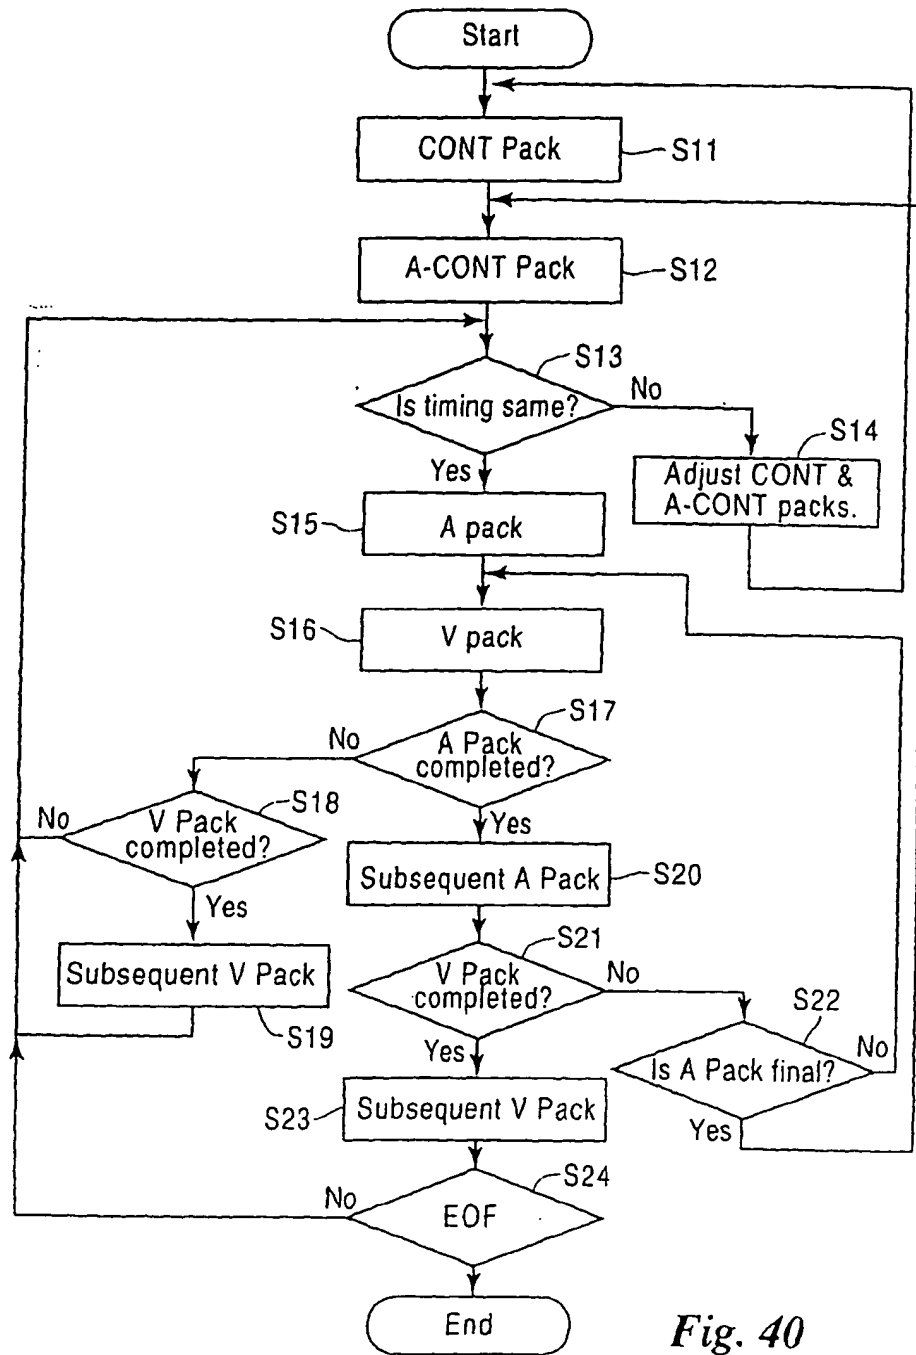 Start
CONT Pack
S11
A-CONT Pack
S12
S13
Is timing same?
No
Yes
S14
Adjust CONT &
A-CONT packs.
S15
A pack
S16
V pack
S17
No
A Pack
completed?
S18
No
V Pack
completed?
Yes
Yes
Subsequent A Pack
S20
Subsequent V Pack
S19
S21
V Pack
completed?
No
S22
Is A Pack final?
No
Yes
Yes
S23
Subsequent V Pack
S24
No
EOF
End
Fig. 40